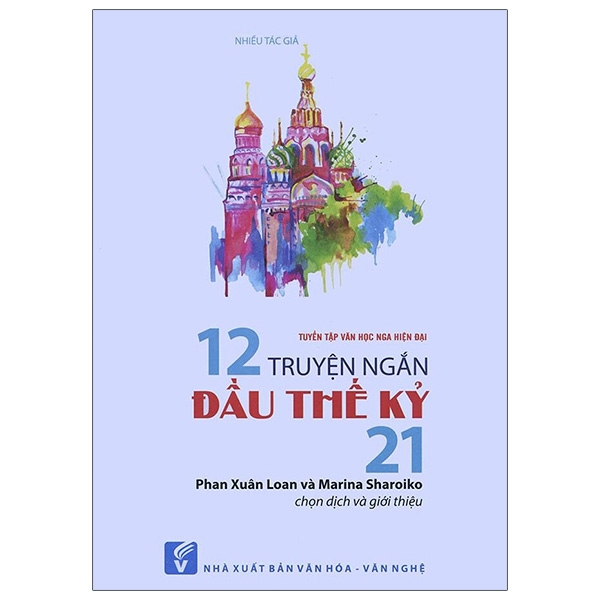 NHIỀU TÁC GIẢ
TUYỂN TẬP VĂN HỌC NGA HIỆN ĐẠI
12 TRUYỆN NGẮN
ĐẦU THẾ KỶ
21
Phan Xuân Loan và Marina Sharoiko
chọn dịch và giới thiệu
V
NHÀ XUẤT BẢN VĂN HÓA - VĂN NGHỆ